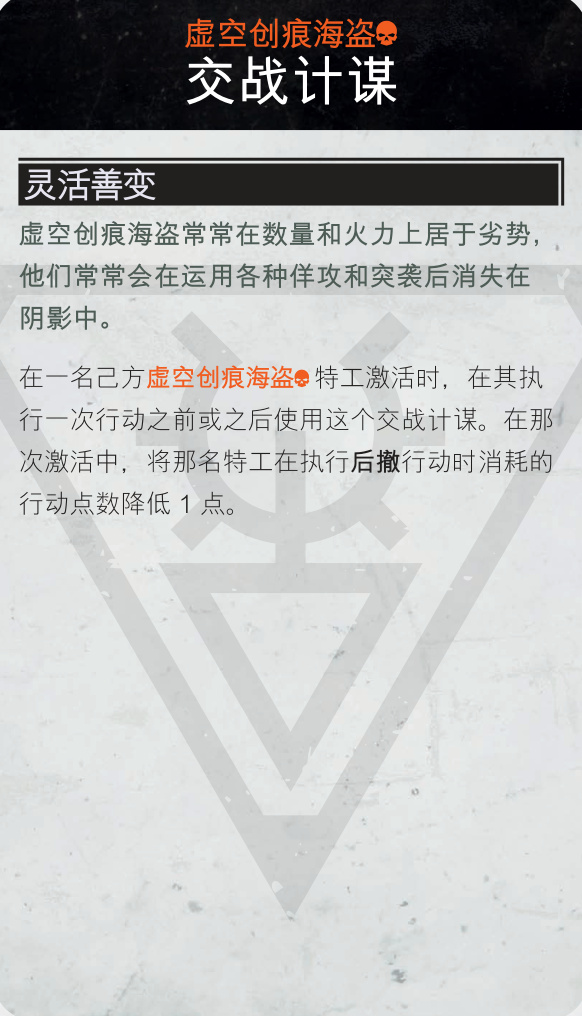 虚空创痕海盗
交战计谋
灵活善变
虚空创痕海盗常常在数量和火力上居于劣势，
他们常常会在运用各种佯攻和突袭后消失在
阴影中。
在一名己方虚空创痕海盗特工激活时，在其执
行一次行动之前或之后使用这个交战计谋。在那
次激活中，将那名特工在执行后撤行动时消耗的
行动点数降低 1 点。